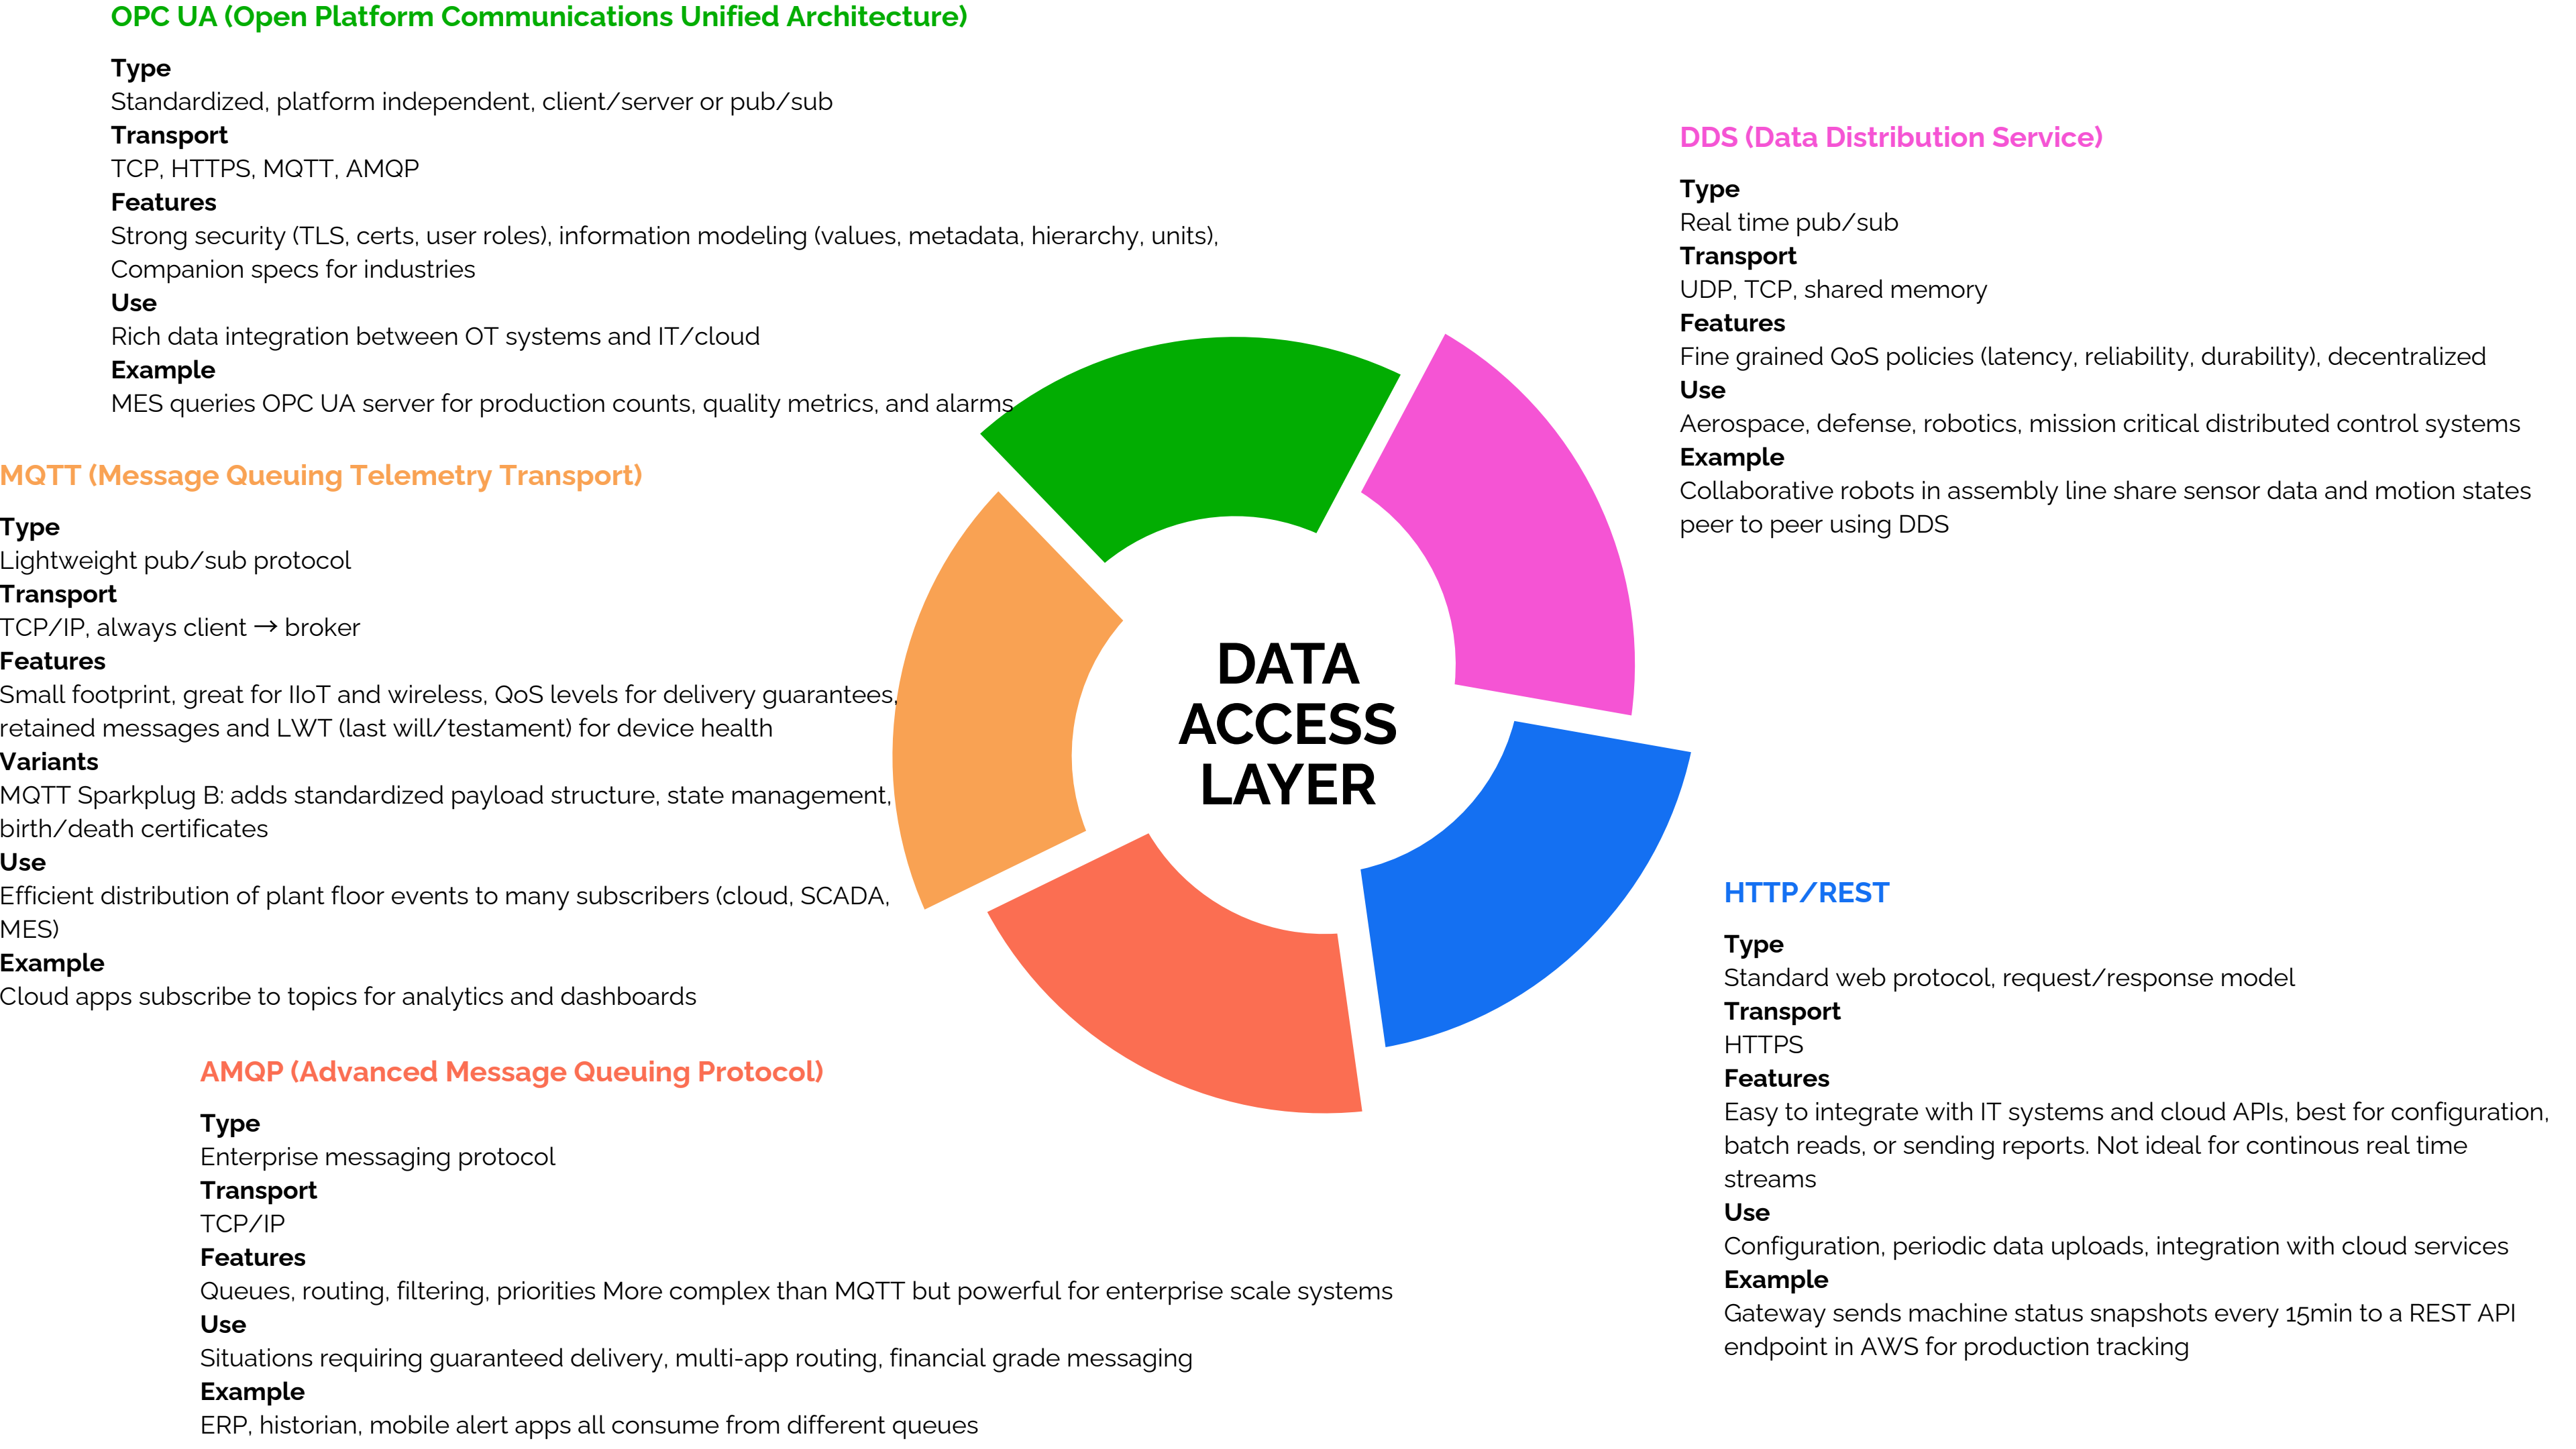 OPC UA (Open Platform Communications Unified Architecture)
Type
Standardized, platform independent, client/server or pub/sub
Transport
TCP, HTTPS, MQTT, AMQP
Features
Strong security (TLS, certs, user roles), information modeling (values, metadata, hierarchy, units),
Companion specs for industries
Use
Rich data integration between OT systems and IT/cloud
Example
MES queries OPC UA server for production counts, quality metrics, and alarms
MQTT (Message Queuing Telemetry Transport)
Type
Lightweight pub/sub protocol
Transport
TCP/IP, always client → broker
Features
Small footprint, great for IIoT and wireless, QoS levels for delivery guarantees,
retained messages and LWT (last will/testament) for device health
Variants
MQTT Sparkplug B: adds standardized payload structure, state management,
birth/death certificates
Use
Efficient distribution of plant floor events to many subscribers (cloud, SCADA,
MES)
Example
Cloud apps subscribe to topics for analytics and dashboards
AMQP (Advanced Message Queuing Protocol)
Type
Enterprise messaging protocol
Transport
TCP/IP
Features
Queues, routing, filtering, priorities More complex than MQTT but powerful for enterprise scale systems
Use
Situations requiring guaranteed delivery, multi-app routing, financial grade messaging
Example
ERP, historian, mobile alert apps all consume from different queues
DATA
ACCESS
LAYER
DDS (Data Distribution Service)
Type
Real time pub/sub
Transport
UDP, TCP, shared memory
Features
Fine grained QoS policies (latency, reliability, durability), decentralized
Use
Aerospace, defense, robotics, mission critical distributed control systems
Example
Collaborative robots in assembly line share sensor data and motion states
peer to peer using DDS
HTTP/REST
Type
Standard web protocol, request/response model
Transport
HTTPS
Features
Easy to integrate with IT systems and cloud APIs, best for configuration,
batch reads, or sending reports. Not ideal for continous real time
streams
Use
Configuration, periodic data uploads, integration with cloud services
Example
Gateway sends machine status snapshots every 15min to a REST API
endpoint in AWS for production tracking